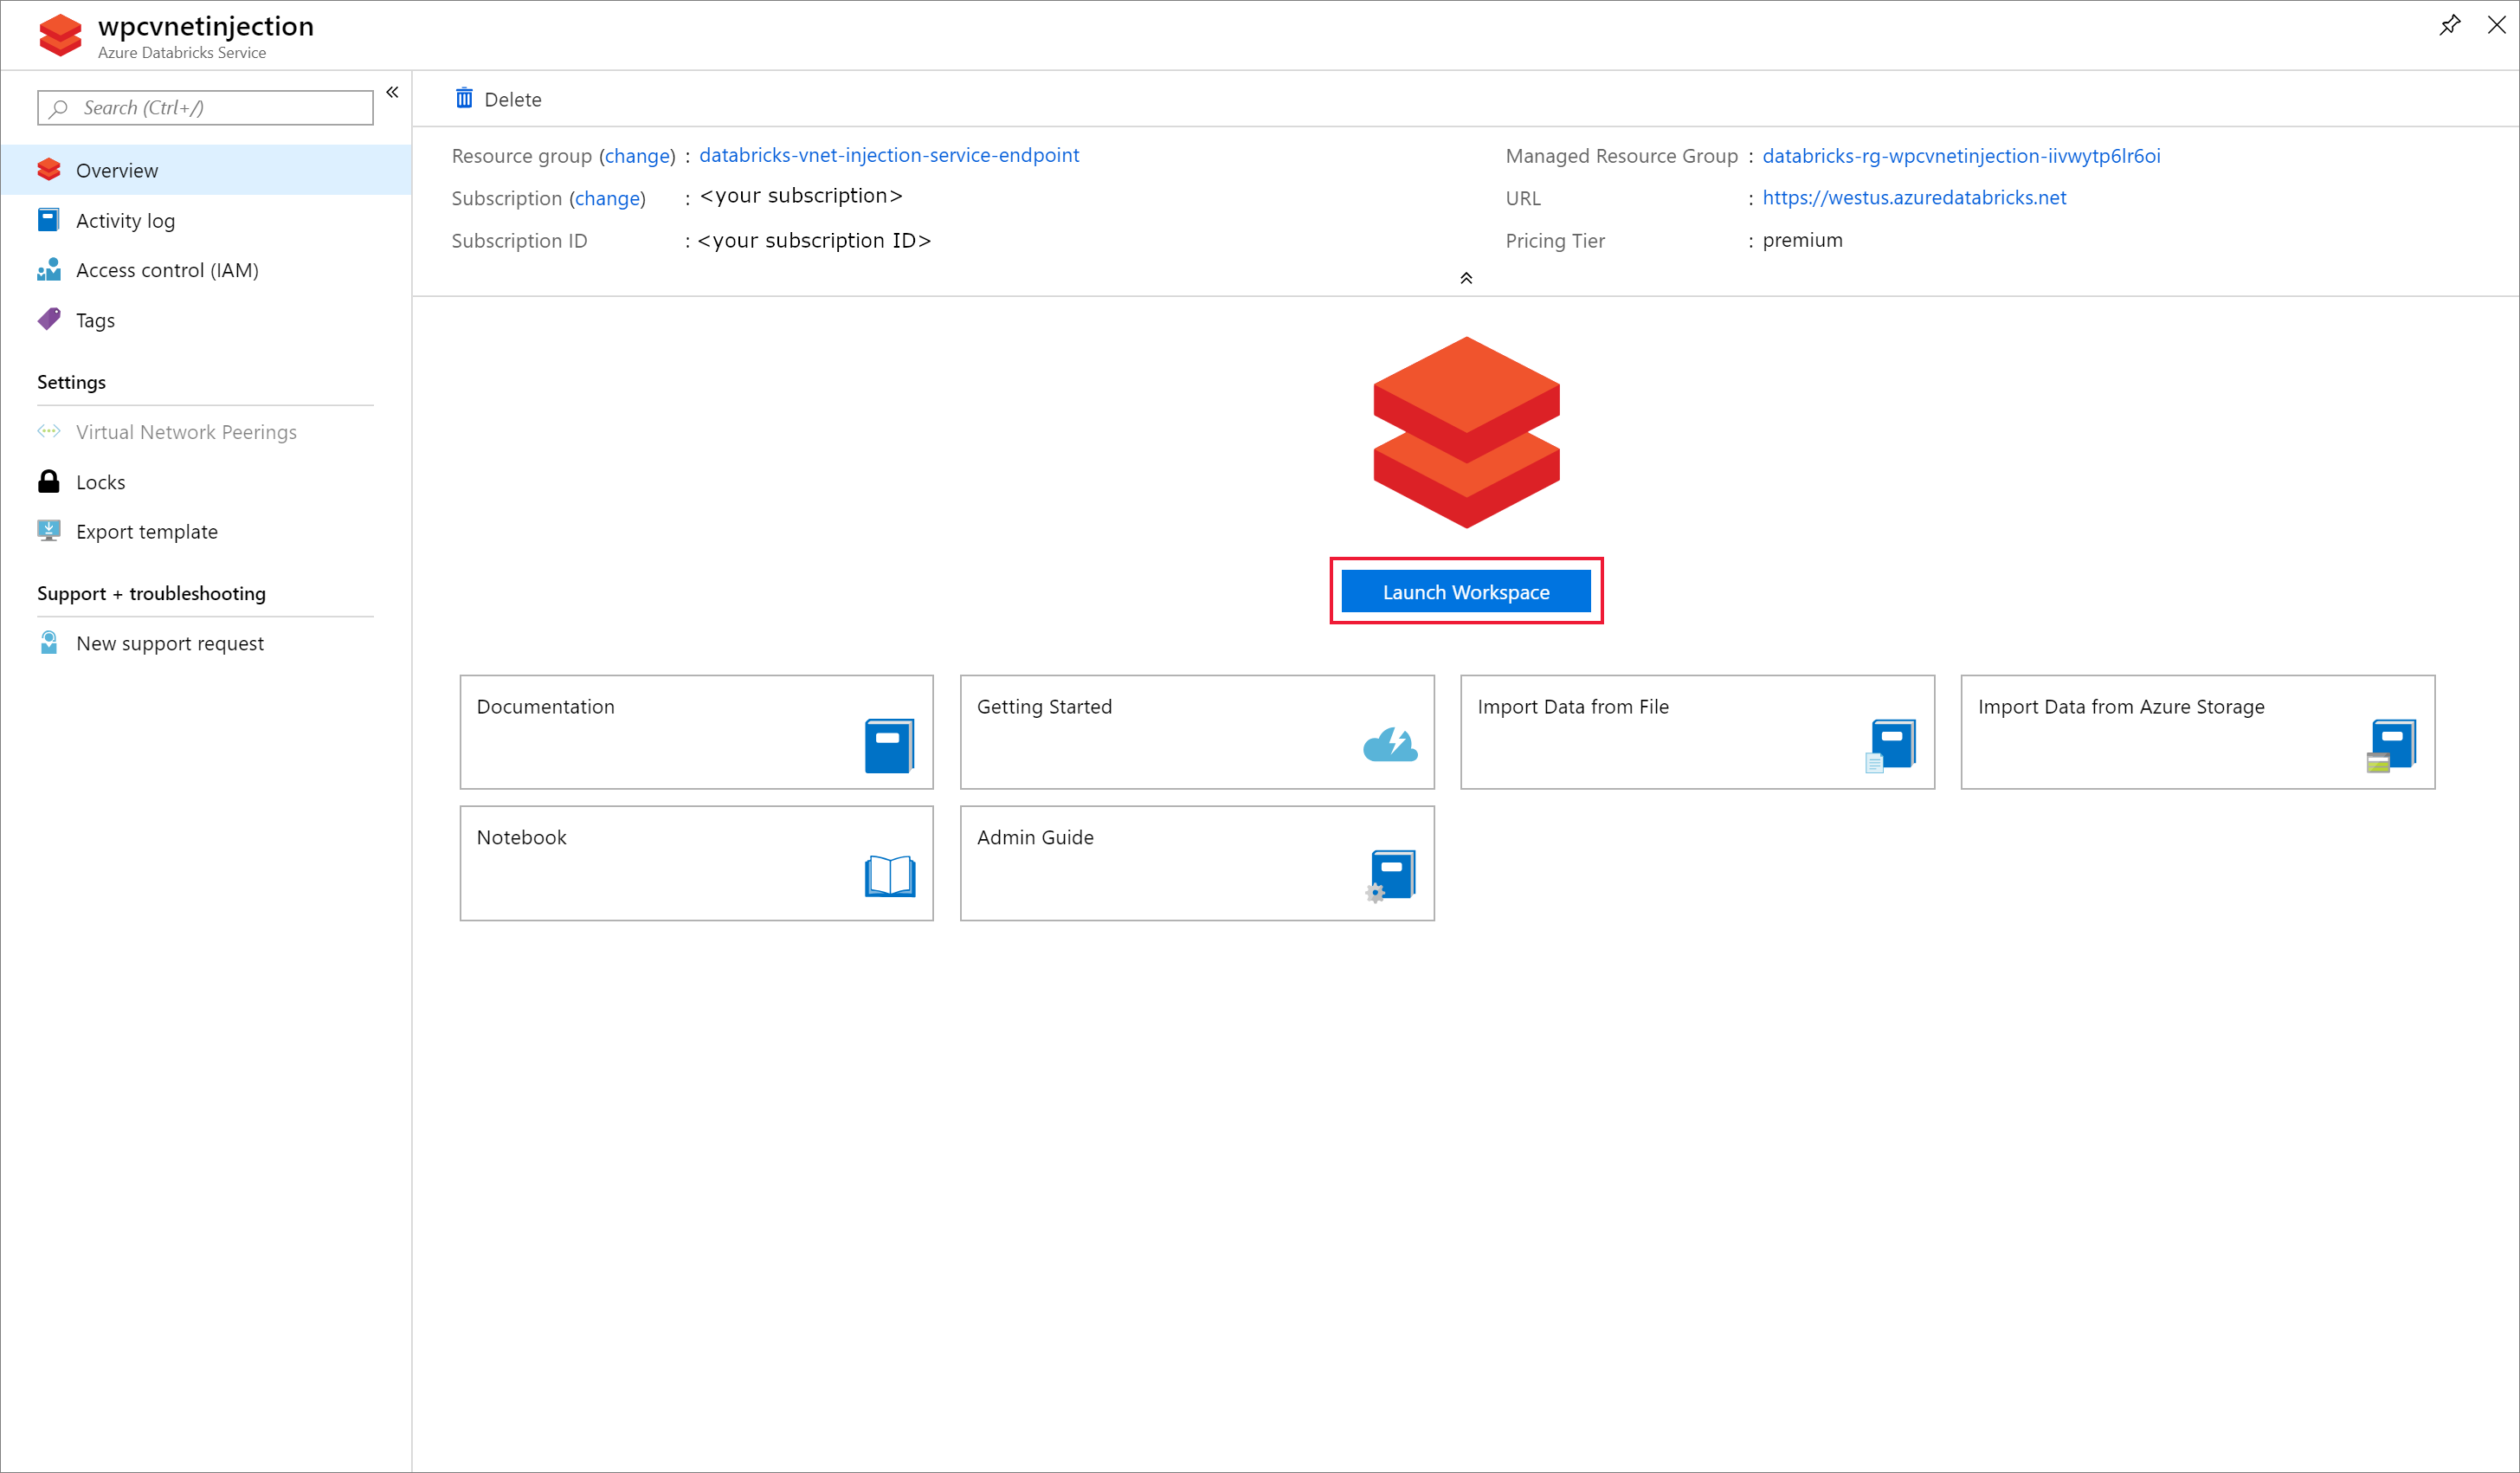 wpcvnetinjection
Azure Databricks Service
Search (Ctrl+/)
Overview
Activity log
Access control (IAM)
Tags
Settings
Virtual Network Peerings
Locks
Export template
Support + troubleshooting
New support request
Delete
Resource group (change) : databricks-vnet-injection-service-endpoint
Subscription (change) : <your subscription>
Subscription ID : <your subscription ID>
Managed Resource Group : databricks-rg-wpcvnetinjection-iivwytp6lr6oi
URL : https://westus.azuredatabricks.net
Pricing Tier : premium
Launch Workspace
Documentation
Getting Started
Import Data from File
Import Data from Azure Storage
Notebook
Admin Guide